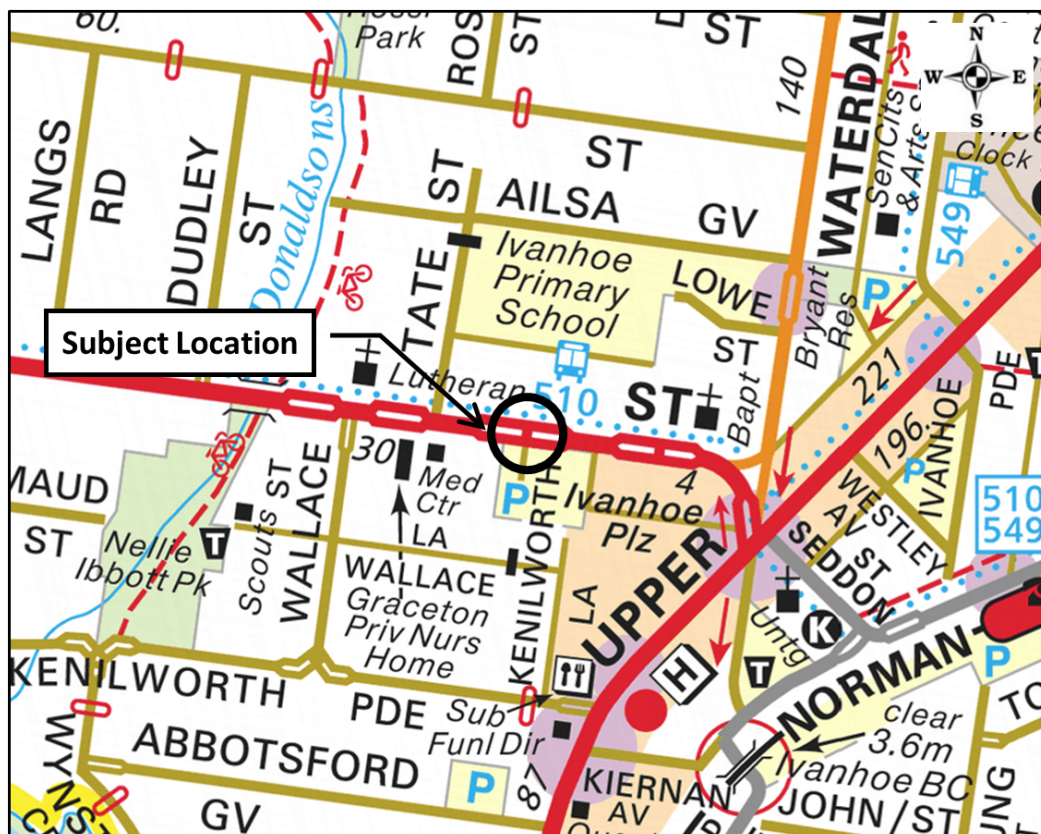 60.
Park
ROS
ST
ST
140
WATERDAL
SenCits
& Arts
N
W
E
S
Clock
LANGS
RD
DUDLEY
ST
Donaldsons
ST
ST
AILSA
GV
549
STATE
Ivanhoe
Primary
School
LOWE
ST
Bryant
Res
P
Subject Location
Lutheran
510
ST
Bapt
221
196.
IVANHOE
PDE
P
T
MAUD
ST
Nellie
Ibbott Pk
T
Scouts
ST
WALLACE
30
Med
Ctr
LA
WALLACE
Graceton
Priv Nurs
Home
P
KENILWORTH
Ivanhoe
Plz
4
LA
UPPER
WESTLEY
AV
ST
SEDDON
510
549
Untg
K
T
H
NORMAN
P
KENILWORTH
PDE
Sub
Funl Dir
87
ABBOTSFORD
GV
P
WYN
KIERNAN
AV
clear
3.6m
Ivanhoe BC
JOHN
ST
TO
UNG